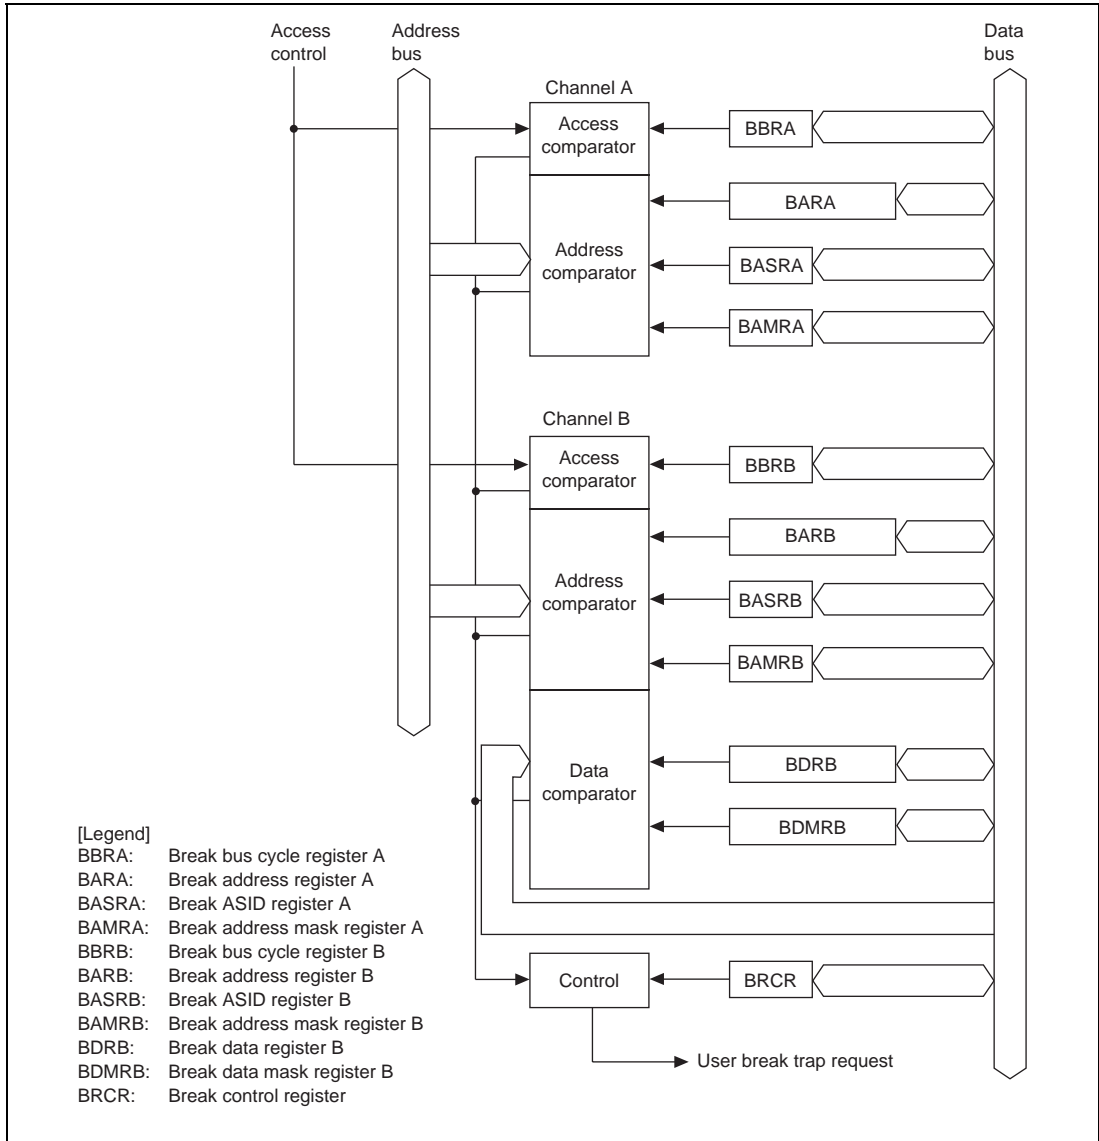 Access
control
Address
bus
Data
bus
Channel A
Access
comparator
BBRA
BARA
Address
comparator
BASRA
BAMRA
Channel B
Access
comparator
BBRB
BARB
Address
comparator
BASRB
BAMRB
Data
comparator
BDRB
BDMRB
Control
BRCR
User break trap request
[Legend]
BBRA: Break bus cycle register A
BARA: Break address register A
BASRA: Break ASID register A
BAMRA: Break address mask register A
BBRB: Break bus cycle register B
BARB: Break address register B
BASRB: Break ASID register B
BAMRB: Break address mask register B
BDRB: Break data register B
BDMRB: Break data mask register B
BRCR: Break control register